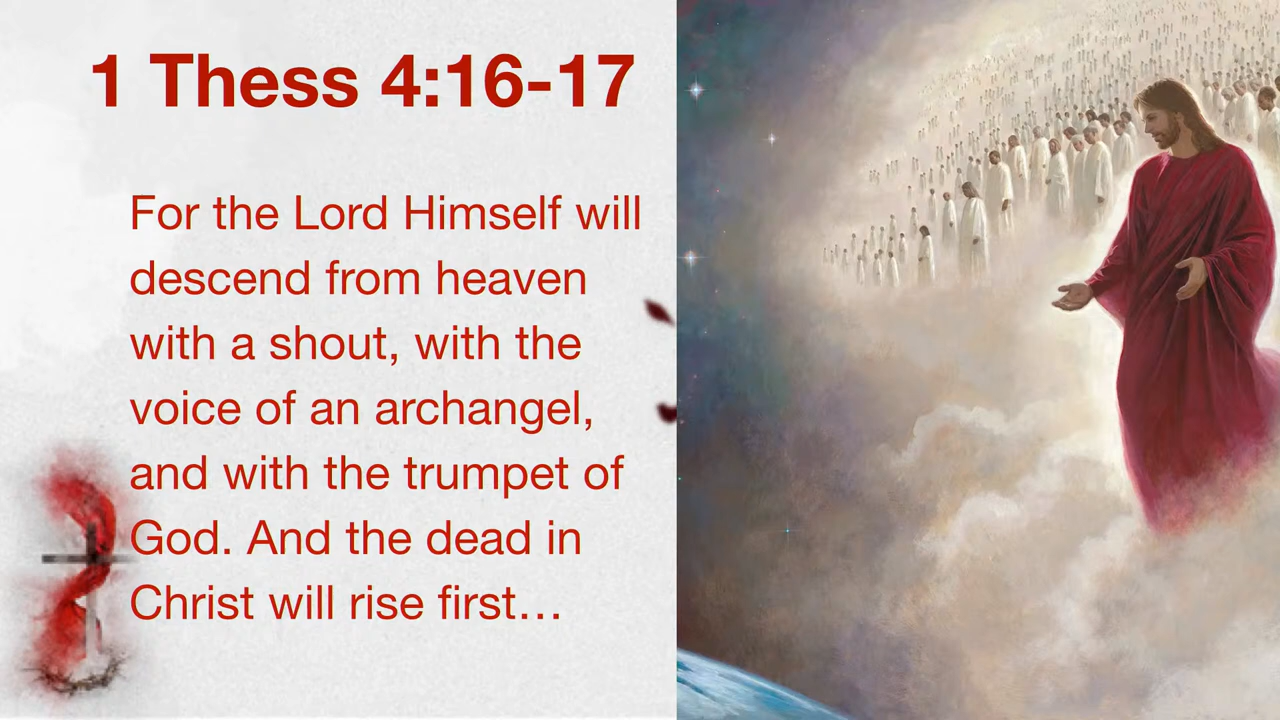 1 Thess 4:16-17
For the Lord Himself will
descend from heaven
with a shout, with the
voice of an archangel,
and with the trumpet of
God. And the dead in
Christ will rise first…